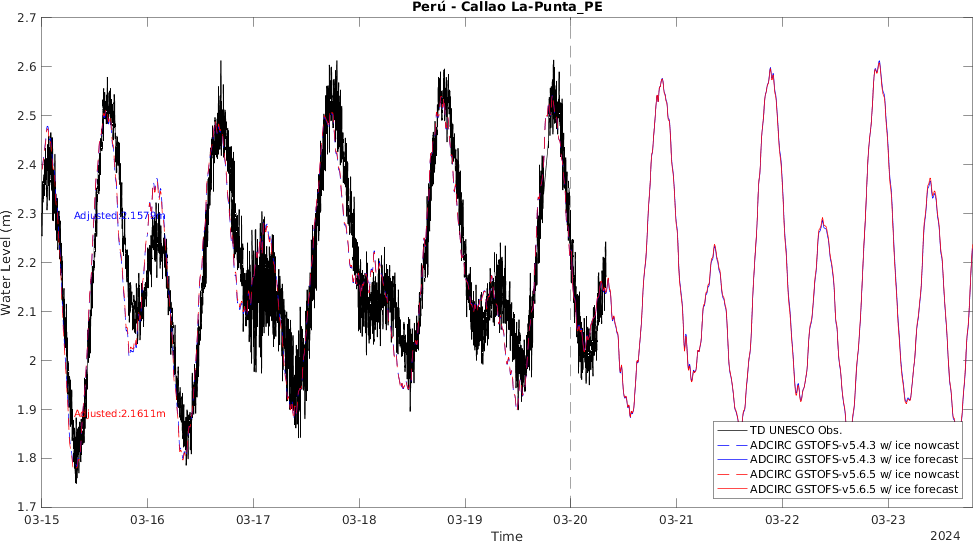 Perú - Callao La-Punta_PE
2.7
2.6
2.5
2.4
2.3
2.2
2.1
2
1.9
1.8
1.7
Water Level (m)
Adjusted:2.1579m
Adjusted:2.1611m
TD UNESCO Obs.
ADCIRC GSTOFS-v5.4.3 w/ ice nowcast
ADCIRC GSTOFS-v5.4.3 w/ ice forecast
ADCIRC GSTOFS-v5.6.5 w/ ice nowcast
ADCIRC GSTOFS-v5.6.5 w/ ice forecast
03-15 03-16 03-17 03-18 03-19 03-20 03-21 03-22 03-23
Time
2024